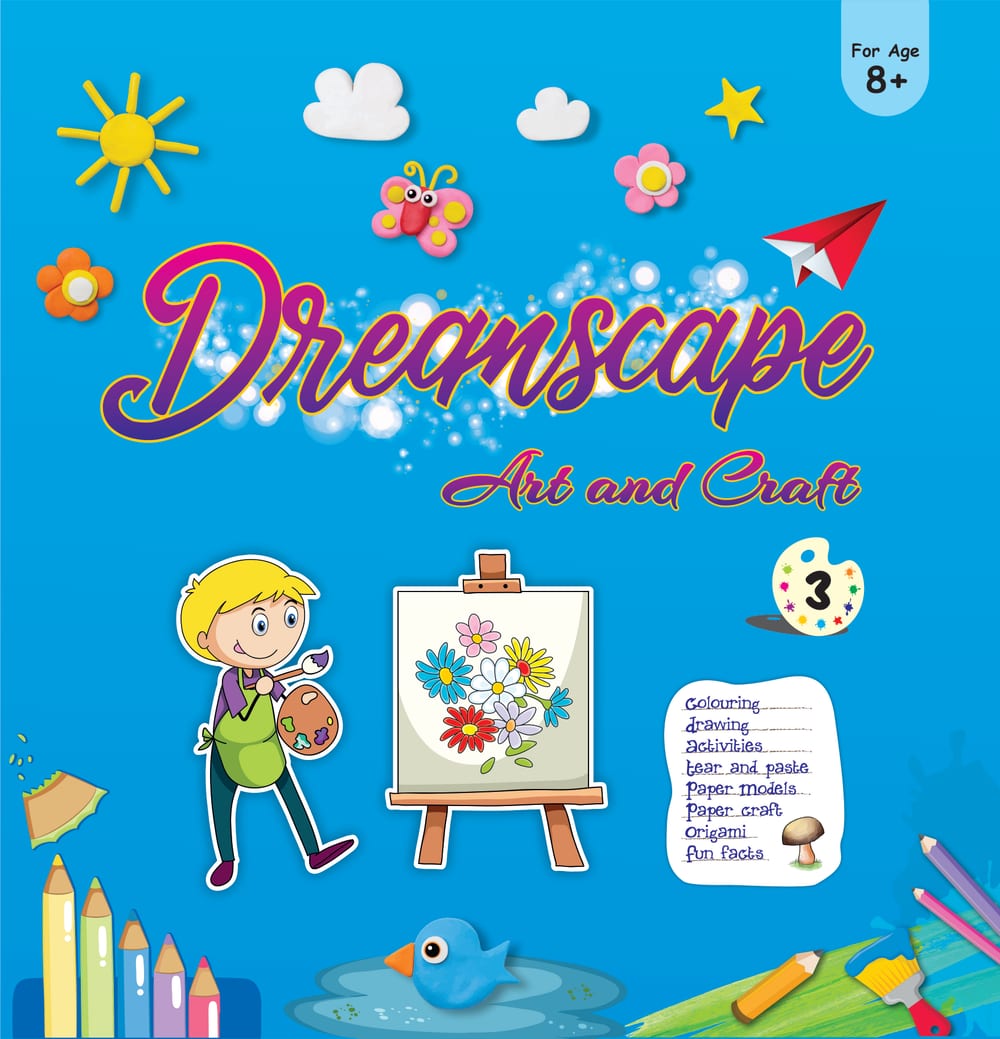 For Age
8+
Dreamscape
Art and Craft
3
Colouring
drawing
activities
tear and paste
Paper Models
Paper craft
Origami
fun facts